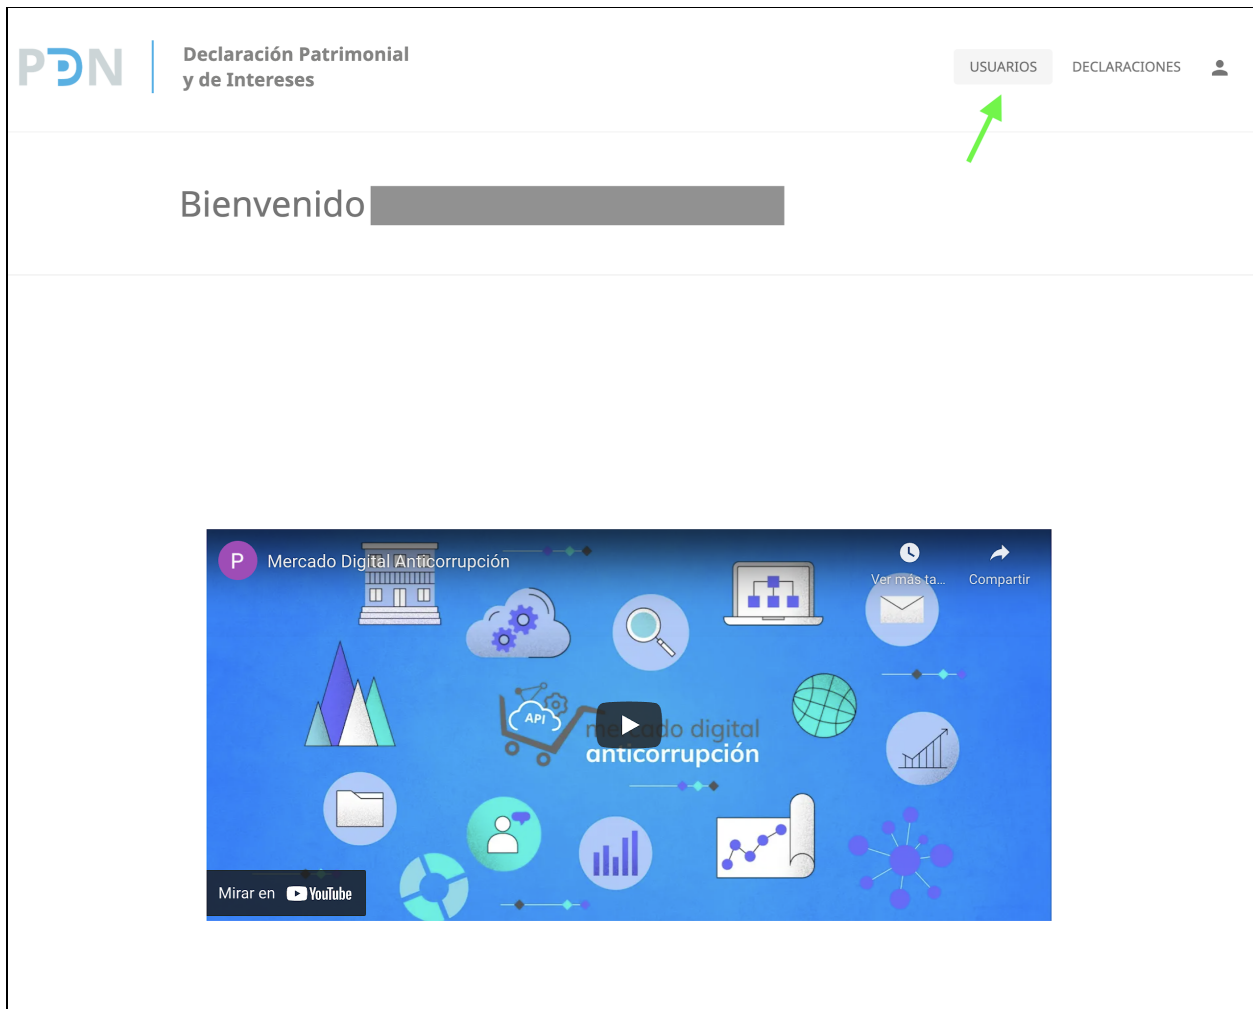 PDN
Declaración Patrimonial
y de Intereses
USUARIOS
DECLARACIONES
Bienvenido
P
Mercado Digital Anticorrupción
Ver más ta...
Compartir
API
mercado digital
anticorrupción
Mirar en YouTube